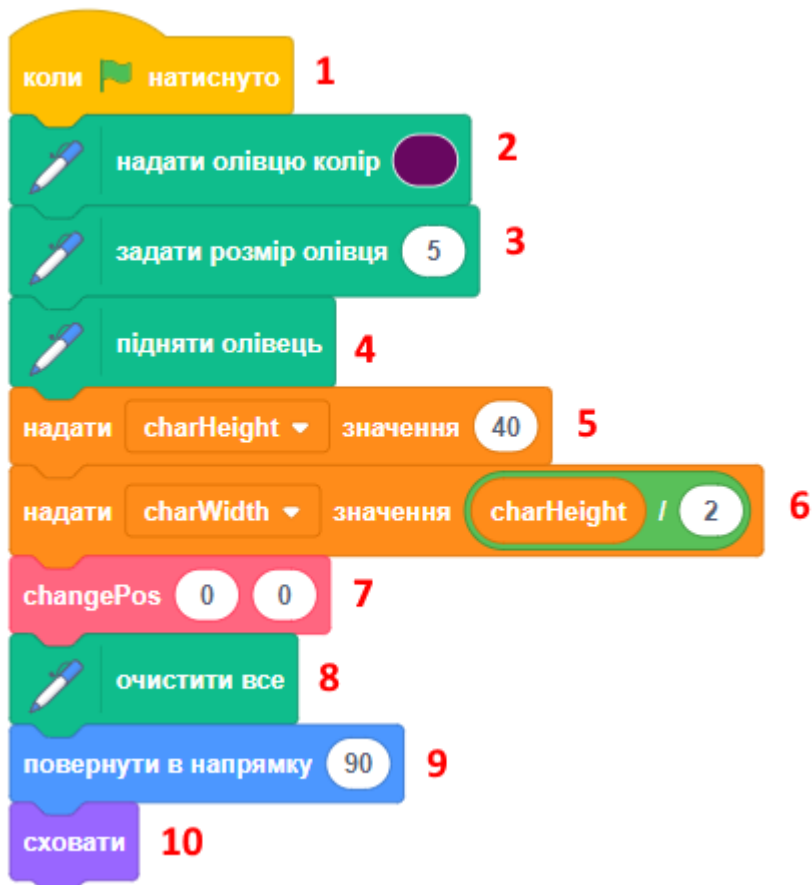 коли натиснуто 1
надати олівцю колір 2
задати розмір олівця 5 3
підняти олівець 4
надати charHeight значення 40 5
надати charWidth значення charHeight / 2 6
changePos 0 0 7
очистити все 8
повернути в напрямку 90 9
сховати 10